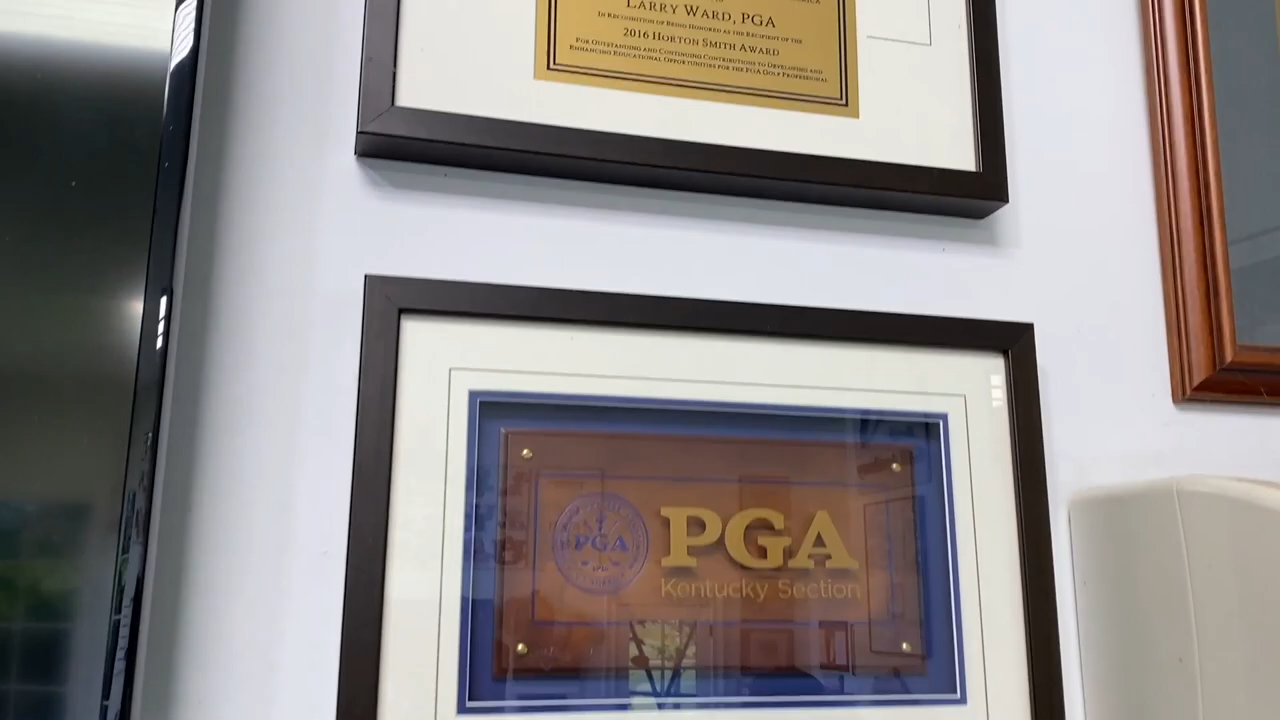 LARRY WARD, PGA
IN RECOGNITION OF BEING HONORED AS THE RECIPIENT OF THE
2016 HORTON SMITH AWARD
FOR OUTSTANDING AND CONTINUING CONTRIBUTIONS TO DEVELOPING AND
ENHANCING EDUCATIONAL OPPORTUNITIES FOR THE PGA GOLF PROFESSIONAL
PGA
PGA
Kentucky Section